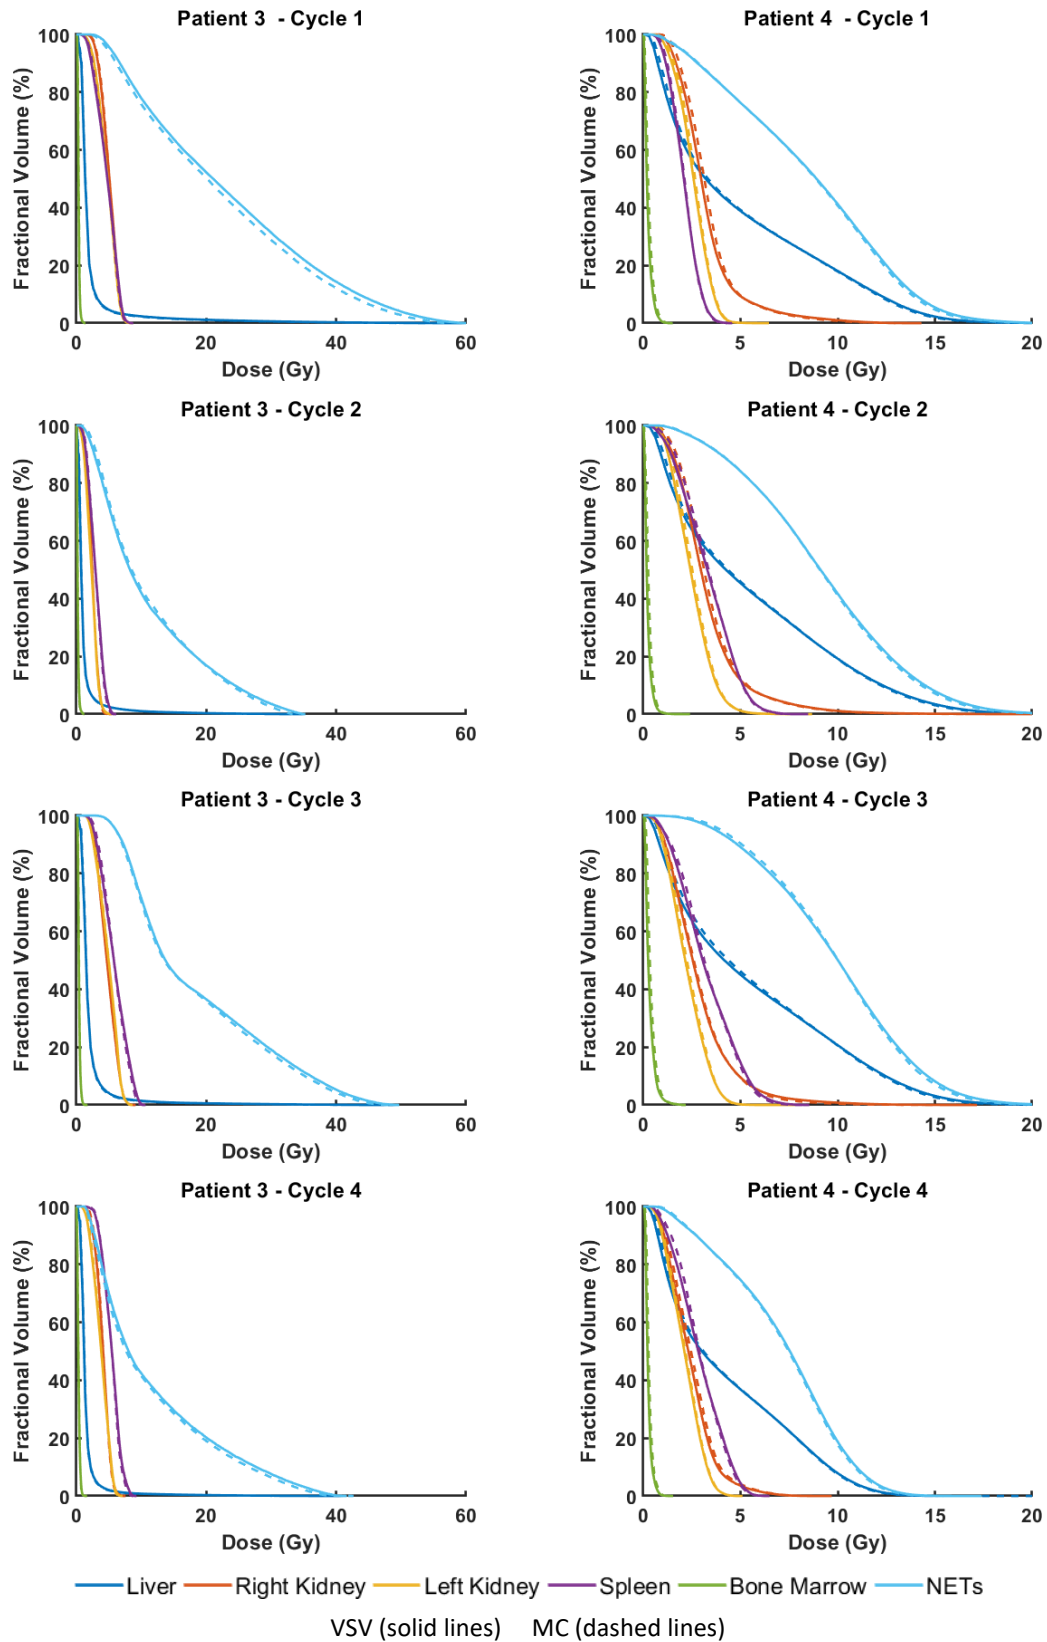 Patient 3 - Cycle 1
Fractional Volume (%)
100
80
60
40
20
0
0 20 40 60
Dose (Gy)
Patient 4 - Cycle 1
Fractional Volume (%)
100
80
60
40
20
0
0 5 10 15 20
Dose (Gy)
Patient 3 - Cycle 2
Fractional Volume (%)
100
80
60
40
20
0
0 20 40 60
Dose (Gy)
Patient 4 - Cycle 2
Fractional Volume (%)
100
80
60
40
20
0
0 5 10 15 20
Dose (Gy)
Patient 3 - Cycle 3
Fractional Volume (%)
100
80
60
40
20
0
0 20 40 60
Dose (Gy)
Patient 4 - Cycle 3
Fractional Volume (%)
100
80
60
40
20
0
0 5 10 15 20
Dose (Gy)
Patient 3 - Cycle 4
Fractional Volume (%)
100
80
60
40
20
0
0 20 40 60
Dose (Gy)
Patient 4 - Cycle 4
Fractional Volume (%)
100
80
60
40
20
0
0 5 10 15 20
Dose (Gy)
Liver Right Kidney Left Kidney Spleen Bone Marrow NETs
VSV (solid lines) MC (dashed lines)